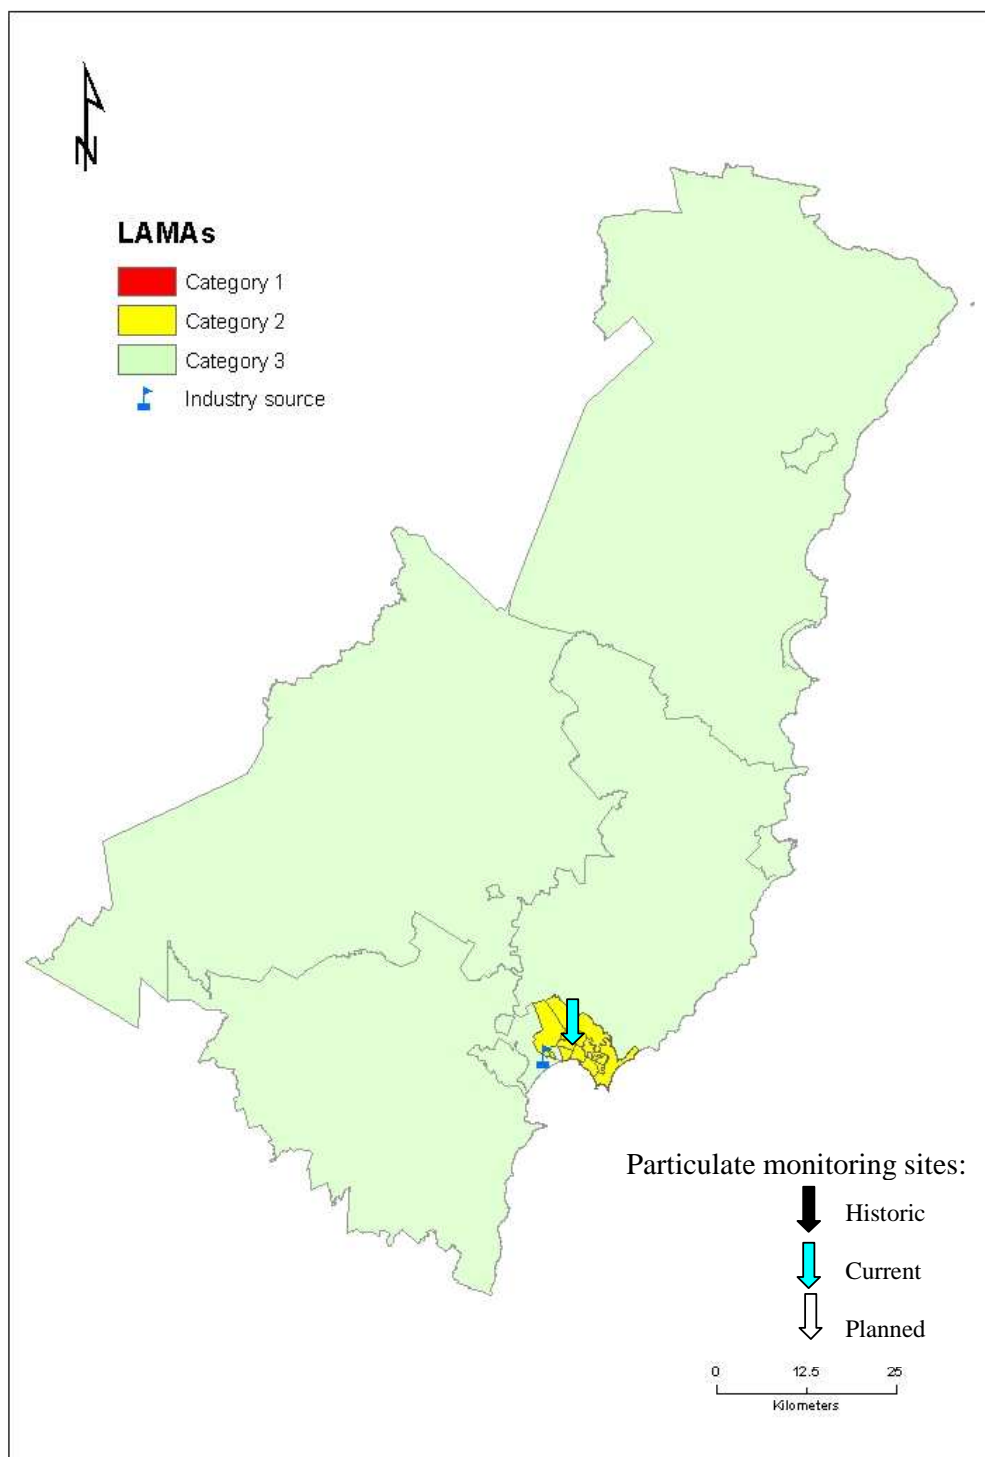 N
LAMAs
Category 1
Category 2
Category 3
Industry source
Particulate monitoring sites:
Historic
Current
Planned
0 12.5 25
Kilometers